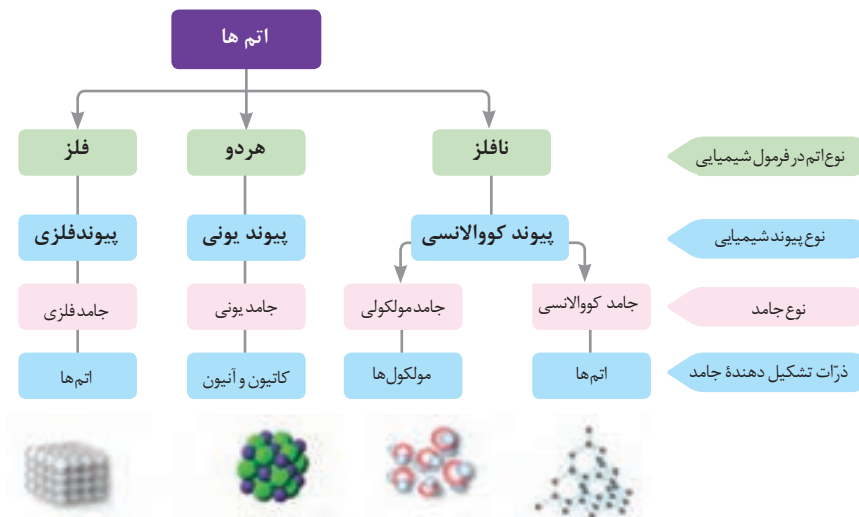 اتم ها
نوع اتم در فرمول شیمیایی
نافلز
هردو
فلز
نوع پیوند شیمیایی
پیوند کووالانسی
پیوند یونی
پیوند فلزی
نوع جامد
جامد کووالانسی
جامد مولکولی
جامد یونی
جامد فلزی
ذرّات تشکیل دهندهٔ جامد
اتم‌ها
مولکول‌ها
کاتیون و آنیون
اتم‌ها